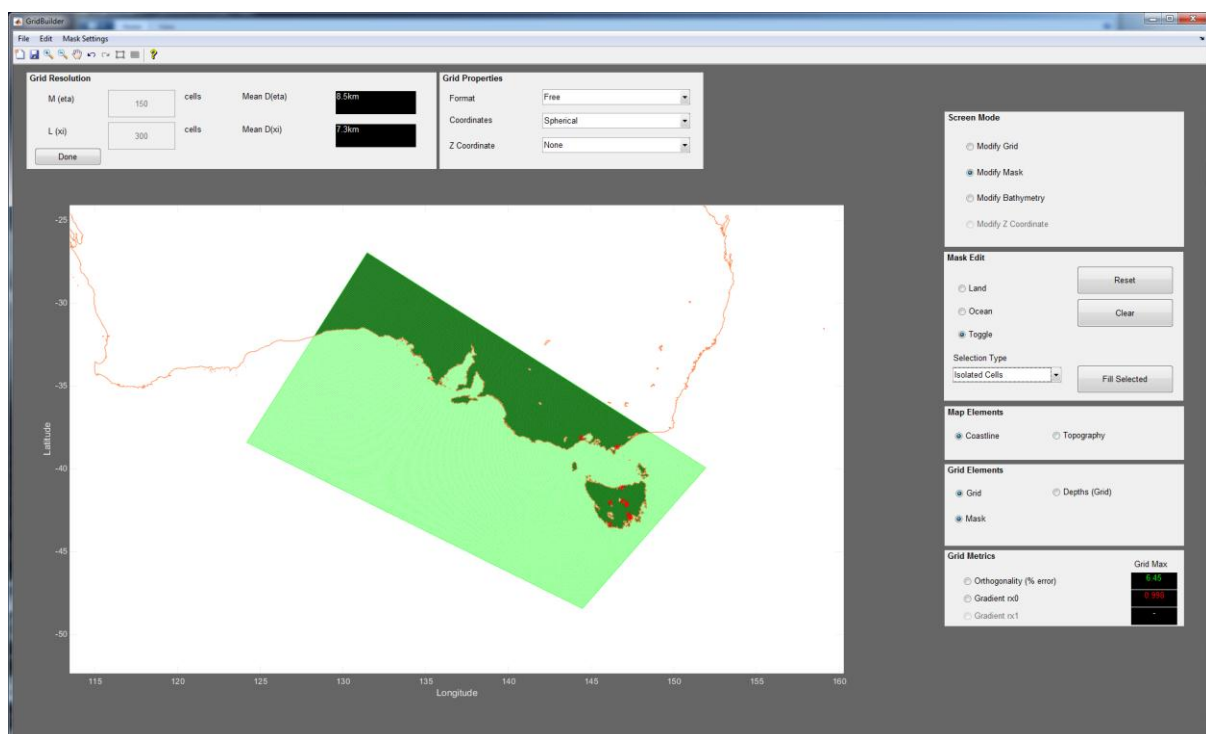 GridBuilder
File Edit Mask Settings
Grid Resolution
M (eta) 150 cells Mean D(eta) 8.5km
L (xi) 300 cells Mean D(xi) 7.3km
Done
Grid Properties
Format Free
Coordinates Spherical
Z Coordinate None
Screen Mode
Modify Grid
Modify Mask
Modify Bathymetry
Modify Z Coordinate
Mask Edit
Land
Ocean
Toggle
Reset
Clear
Selection Type
Isolated Cells
Fill Selected
Map Elements
Coastline Topography
Grid Elements
Grid Depths (Grid)
Mask
Grid Metrics
Grid Max
Orthogonality (% error) 6.45
Gradient rx0
Gradient rx1 -
Latitude
-25
-30
-35
-40
-45
-50
115 120 125 130 135 140 145 150 155 160
Longitude